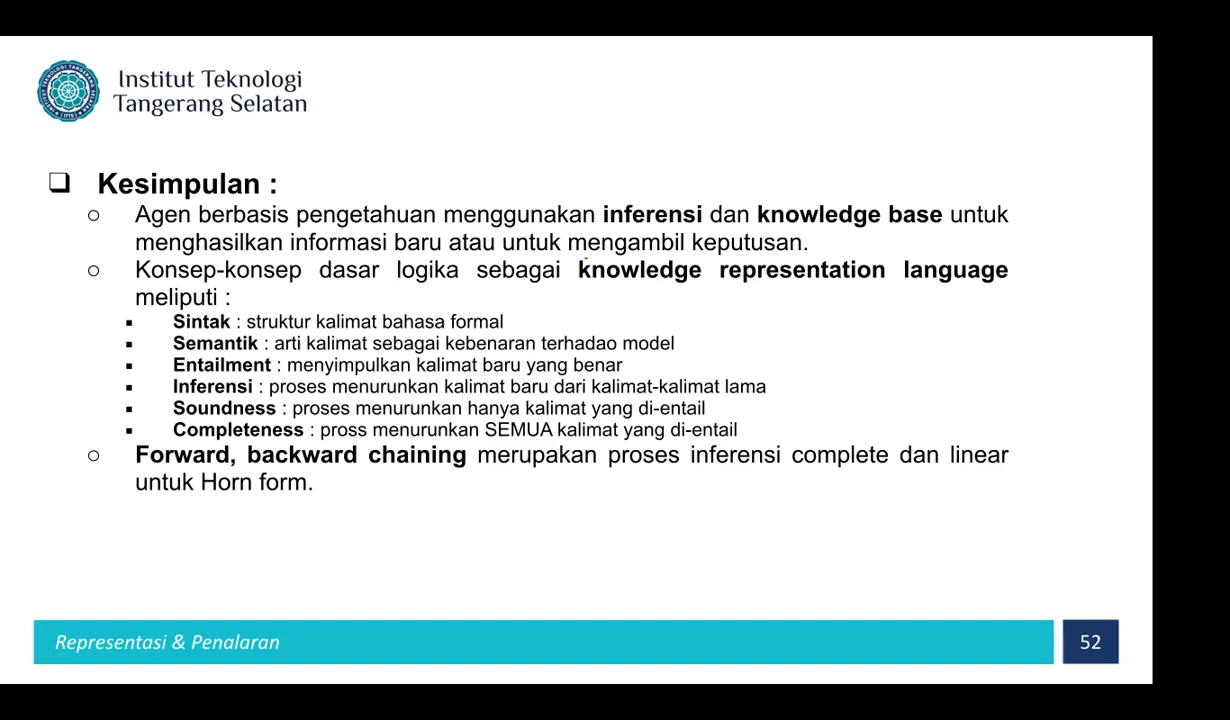 Institut Teknologi
Tangerang Selatan
❑ Kesimpulan :
○ Agen berbasis pengetahuan menggunakan inferensi dan knowledge base untuk
menghasilkan informasi baru atau untuk mengambil keputusan.
○ Konsep-konsep dasar logika sebagai knowledge representation language
meliputi :
▪ Sintak : struktur kalimat bahasa formal
▪ Semantik : arti kalimat sebagai kebenaran terhadao model
▪ Entailment : menyimpulkan kalimat baru yang benar
▪ Inferensi : proses menurunkan kalimat baru dari kalimat-kalimat lama
▪ Soundness : proses menurunkan hanya kalimat yang di-entail
▪ Completeness : pross menurunkan SEMUA kalimat yang di-entail
○ Forward, backward chaining merupakan proses inferensi complete dan linear
untuk Horn form.
Representasi & Penalaran
52